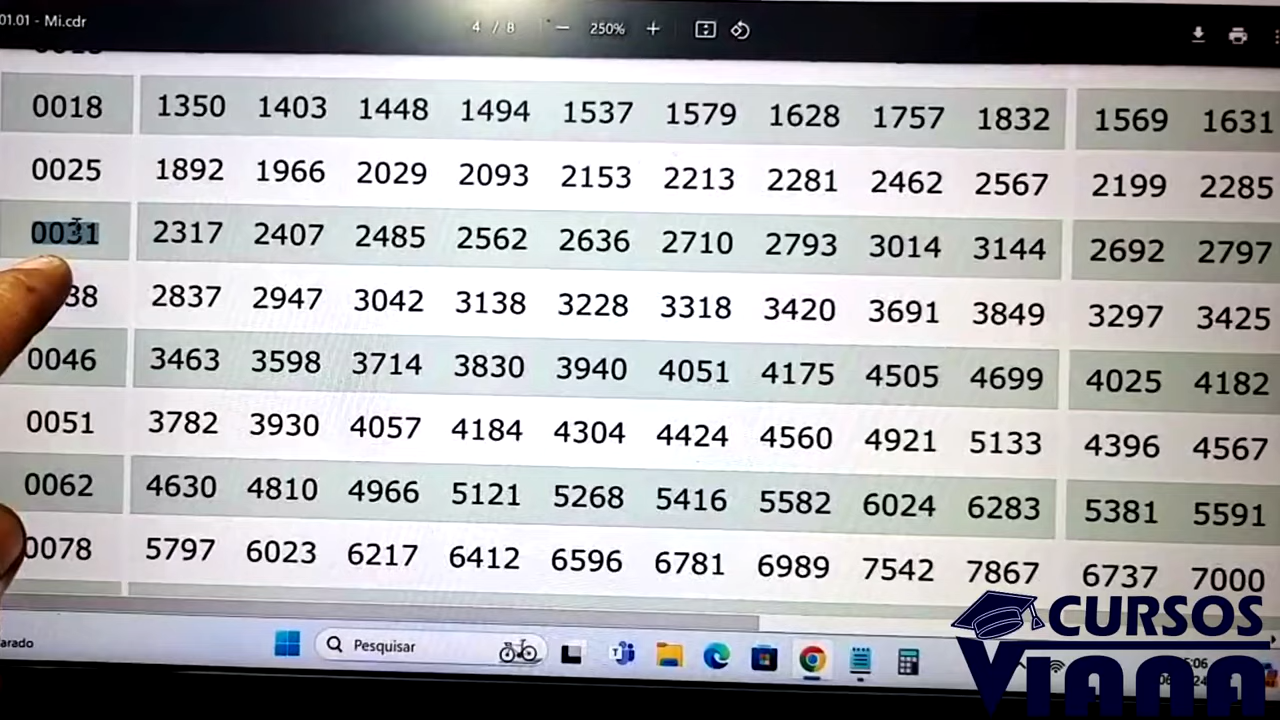 01.01 - Mi.cdr
4 / 8
250%
0018 1350 1403 1448 1494 1537 1579 1628 1757 1832 1569 1631
0025 1892 1966 2029 2093 2153 2213 2281 2462 2567 2199 2285
0031 2317 2407 2485 2562 2636 2710 2793 3014 3144 2692 2797
38 2837 2947 3042 3138 3228 3318 3420 3691 3849 3297 3425
0046 3463 3598 3714 3830 3940 4051 4175 4505 4699 4025 4182
0051 3782 3930 4057 4184 4304 4424 4560 4921 5133 4396 4567
0062 4630 4810 4966 5121 5268 5416 5582 6024 6283 5381 5591
0078 5797 6023 6217 6412 6596 6781 6989 7542 7867 6737 7000
arado
Pesquisar
CURSOS
VIANA